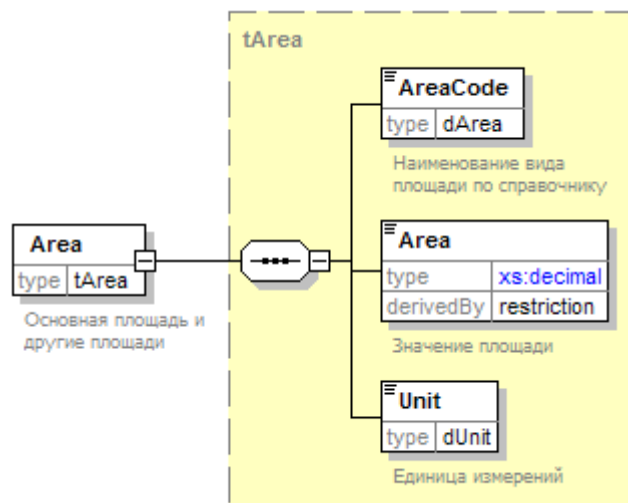 tArea
AreaCode
type dArea
Наименование вида
площади по справочнику
Area
type tArea
Основная площадь и
другие площади
Area
type xs:decimal
derivedBy restriction
Значение площади
Unit
type dUnit
Единица измерений